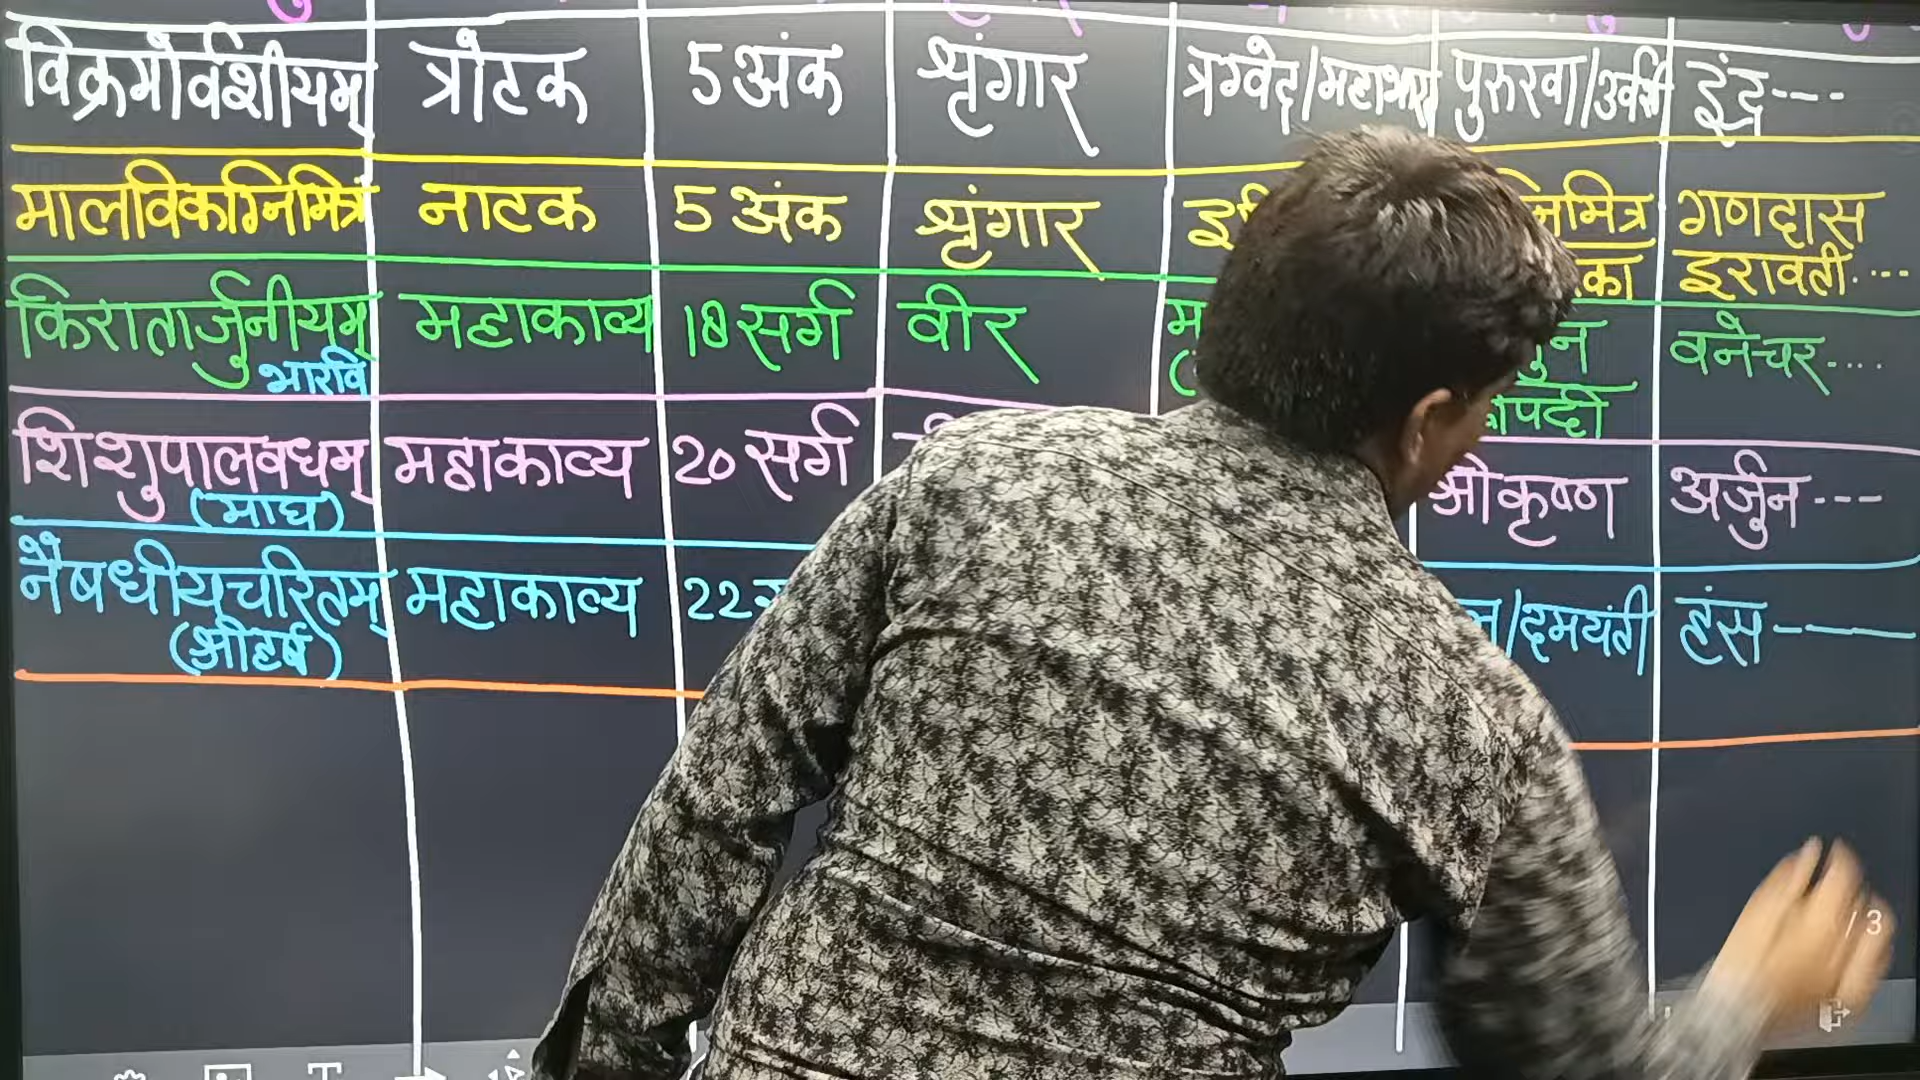 विक्रमोर्वशीयम् त्रोटक 5 अंक श्रृंगार ऋग्वेद/महाभारत पुरुरवा/उर्वशी इंद्र---
मालविकाग्निमित्रं नाटक 5 अंक श्रृंगार गणदास
इरावती....
किरातार्जुनीयम् महाकाव्य 18 सर्ग वीर वनेचर....
भारवि
शिशुपालवधम् महाकाव्य 20 सर्ग श्रीकृष्ण अर्जुन---
(माघ)
नैषधीयचरितम् महाकाव्य 22 /दमयंती हंस-----
(श्रीहर्ष)
/ 3